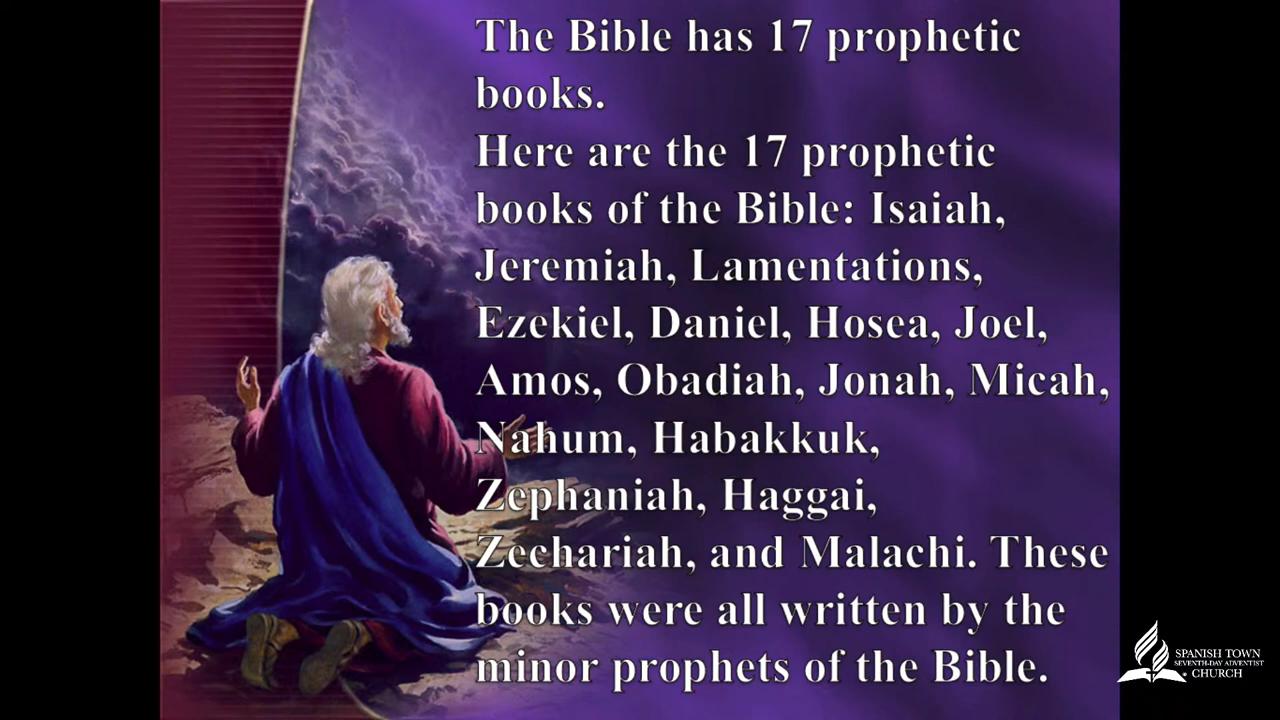 The Bible has 17 prophetic
books.
Here are the 17 prophetic
books of the Bible: Isaiah,
Jeremiah, Lamentations,
Ezekiel, Daniel, Hosea, Joel,
Amos, Obadiah, Jonah, Micah,
Nahum, Habakkuk,
Zephaniah, Haggai,
Zechariah, and Malachi. These
books were all written by the
minor prophets of the Bible.
SPANISH TOWN
SEVENTH-DAY ADVENTIST
CHURCH